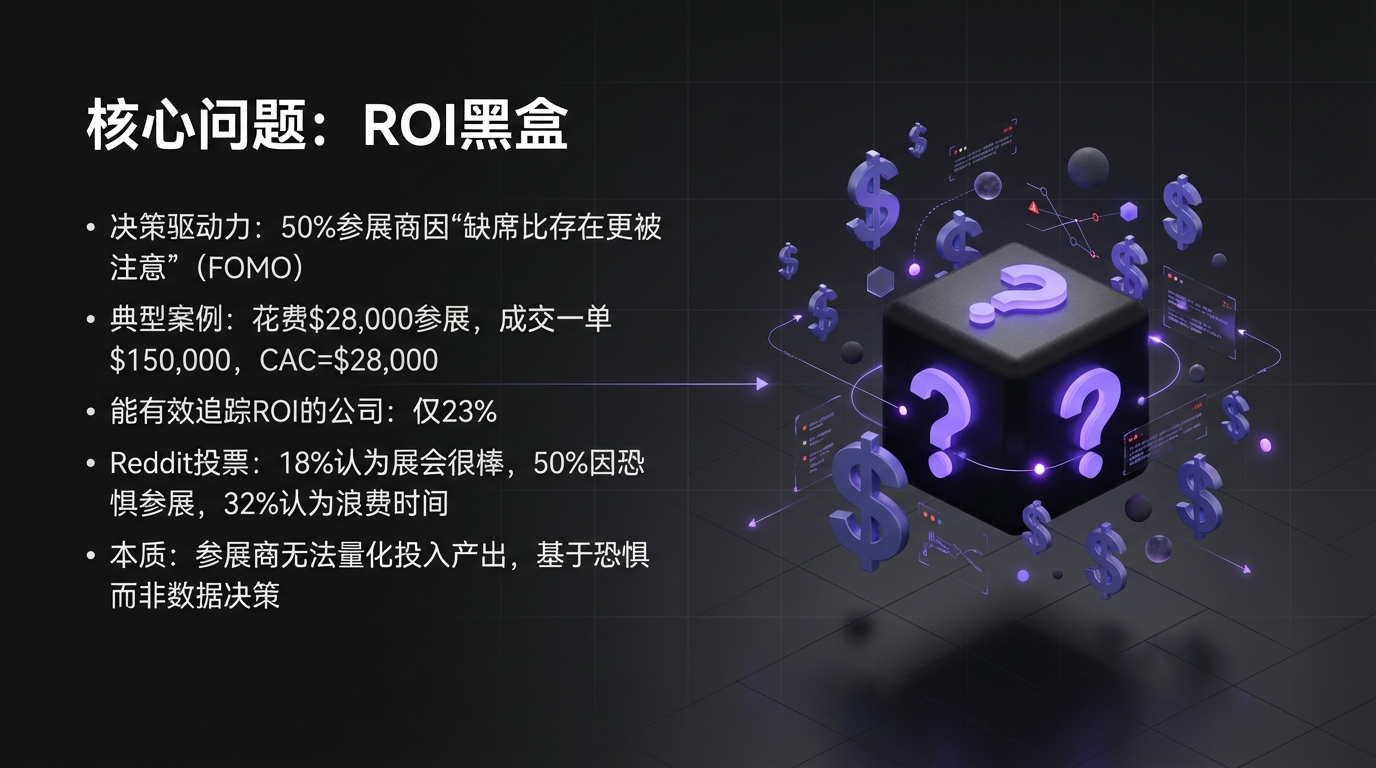 核心问题：ROI黑盒
• 决策驱动力：50%参展商因“缺席比存在更被
注意”（FOMO）
• 典型案例：花费$28,000参展，成交一单
$150,000，CAC=$28,000
• 能有效追踪ROI的公司：仅23%
• Reddit投票：18%认为展会很棒，50%因恐
惧参展，32%认为浪费时间
• 本质：参展商无法量化投入产出，基于恐惧
而非数据决策
$ $ $ $ $ $ $ $ $ $ $ $
?
? ?